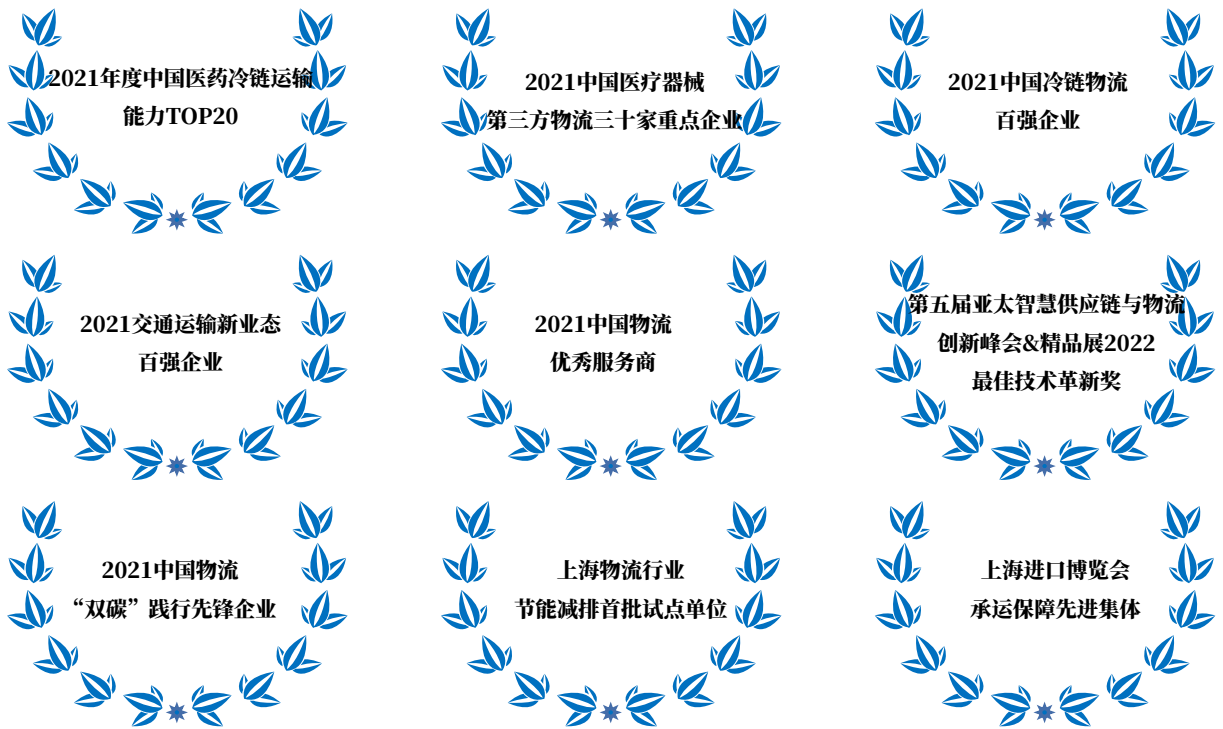 2021年度中国医药冷链运输
能力TOP20
2021中国医疗器械
第三方物流三十家重点企业
2021中国冷链物流
百强企业
2021交通运输新业态
百强企业
2021中国物流
优秀服务商
第五届亚太智慧供应链与物流
创新峰会&精品展2022
最佳技术革新奖
2021中国物流
“双碳”践行先锋企业
上海物流行业
节能减排首批试点单位
上海进口博览会
承运保障先进集体